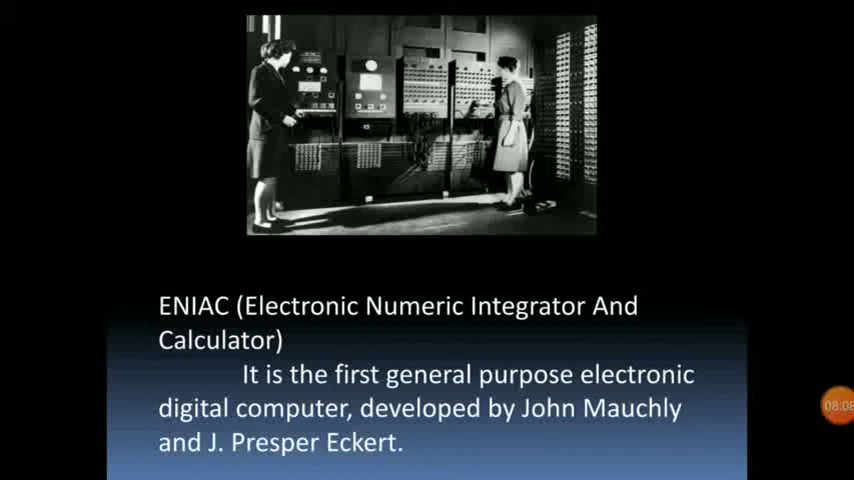 ENIAC (Electronic Numeric Integrator And
Calculator)
It is the first general purpose electronic
digital computer, developed by John Mauchly
and J. Presper Eckert.
08:08